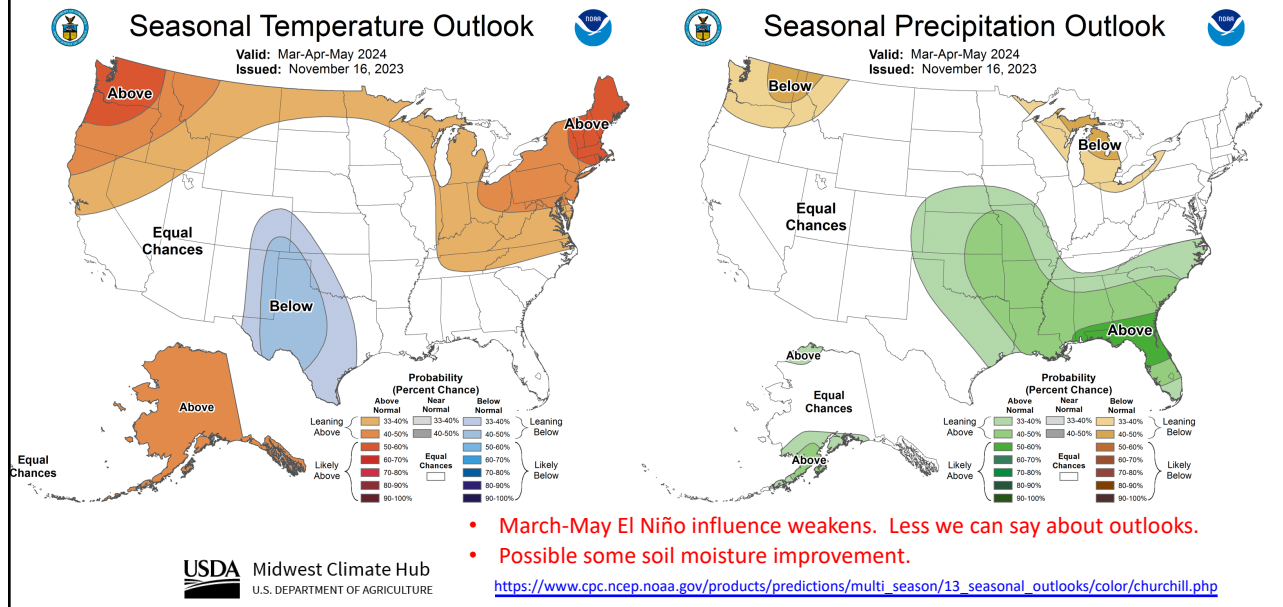 Seasonal Temperature Outlook
NOAA
Valid: Mar-Apr-May 2024
Issued: November 16, 2023
Above
Above
Equal
Chances
Below
Above
Equal
Chances
Probability
(Percent Chance)
Above
Normal
Near
Normal
Below
Normal
Leaning
Above
33-40%
33-40%
33-40%
Leaning
Below
40-50%
40-50%
40-50%
Likely
Above
50-60%
50-60%
Likely
Below
60-70%
60-70%
70-80%
Equal
Chances
70-80%
80-90%
80-90%
90-100%
90-100%
Seasonal Precipitation Outlook
NOAA
Valid: Mar-Apr-May 2024
Issued: November 16, 2023
Below
Below
Equal
Chances
Above
Above
Equal
Chances
Above
Probability
(Percent Chance)
Above
Normal
Near
Normal
Below
Normal
Leaning
Above
33-40%
33-40%
33-40%
Leaning
Below
40-50%
40-50%
40-50%
Likely
Above
50-60%
50-60%
Likely
Below
60-70%
60-70%
70-80%
Equal
Chances
70-80%
80-90%
80-90%
90-100%
90-100%
• March-May El Niño influence weakens. Less we can say about outlooks.
• Possible some soil moisture improvement.
USDA Midwest Climate Hub
U.S. DEPARTMENT OF AGRICULTURE
https://www.cpc.ncep.noaa.gov/products/predictions/multi_season/13_seasonal_outlooks/color/churchill.php